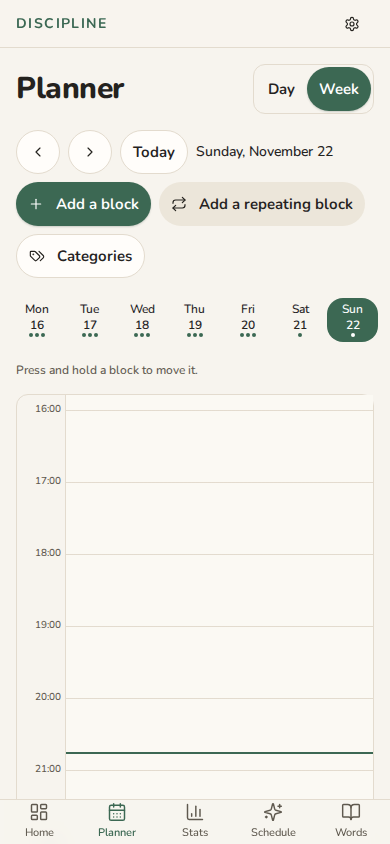 DISCIPLINE
Planner
Day Week
Today Sunday, November 22
Add a block Add a repeating block
Categories
Mon Tue Wed Thu Fri Sat Sun
16 17 18 19 20 21 22
Press and hold a block to move it.
16:00
17:00
18:00
19:00
20:00
21:00
Home Planner Stats Schedule Words